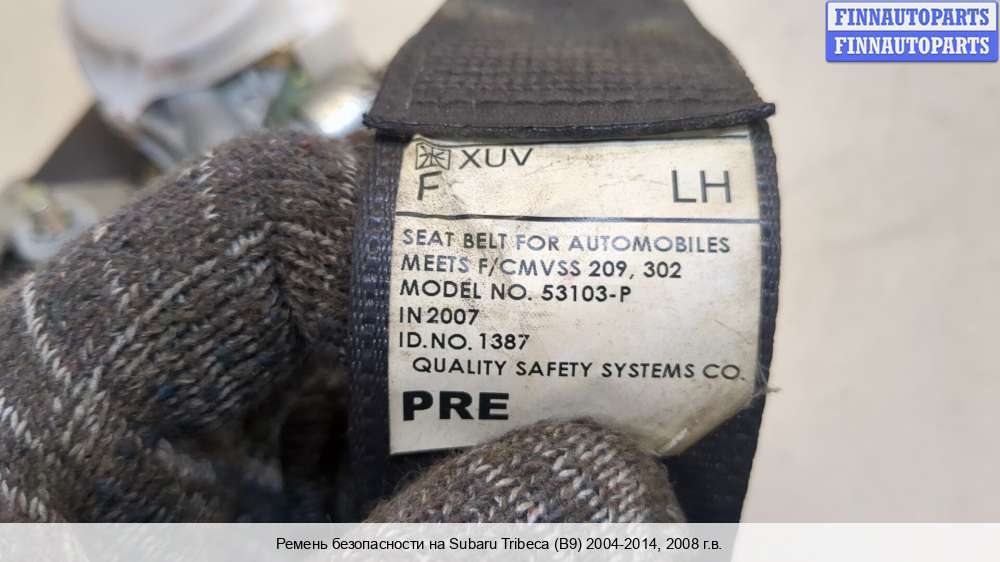 FINNAUTOPARTS
FINNAUTOPARTS
XUV
F LH
SEAT BELT FOR AUTOMOBILES
MEETS F/CMVSS 209, 302
MODEL NO. 53103-P
IN 2007
ID.NO. 1387
QUALITY SAFETY SYSTEMS CO.
PRE
Ремень безопасности на Subaru Tribeca (B9) 2004-2014, 2008 г.в.